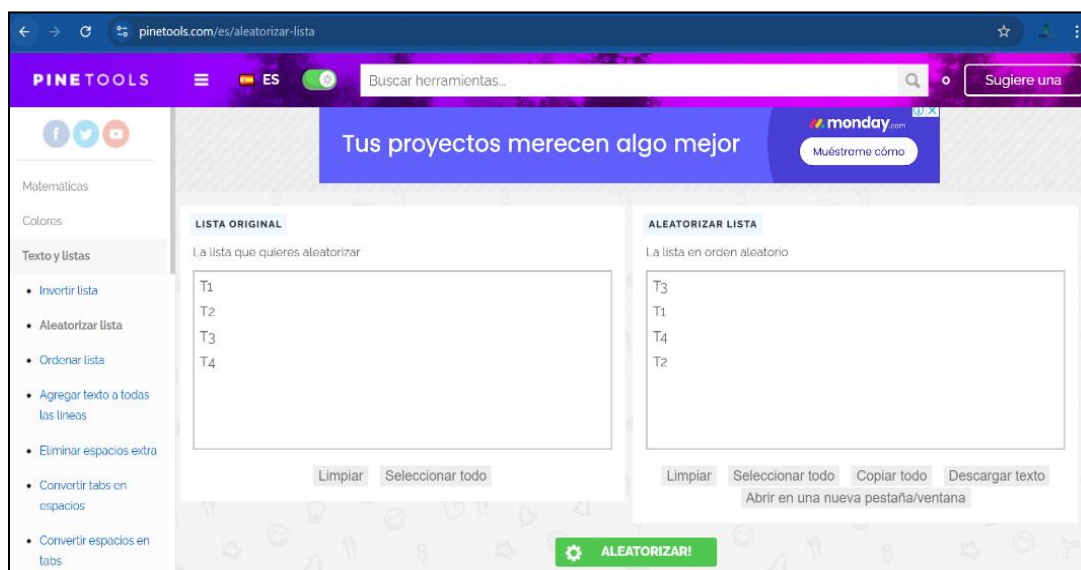 pinetools.com/es/aleatorizar-lista
PINETOOLS
ES
Buscar herramientas...
o
Sugiere una
Tus proyectos merecen algo mejor
monday.com
Muéstrame cómo
Matemáticas
Colores
Texto y listas
Invertir lista
Aleatorizar lista
Ordenar lista
Agregar texto a todas
las líneas
Eliminar espacios extra
Convertir tabs en
espacios
Convertir espacios en
tabs
LISTA ORIGINAL
La lista que quieres aleatorizar
T1
T2
T3
T4
Limpiar Seleccionar todo
ALEATORIZAR LISTA
La lista en orden aleatorio
T3
T1
T4
T2
Limpiar Seleccionar todo Copiar todo Descargar texto
Abrir en una nueva pestaña/ventana
ALEATORIZAR!